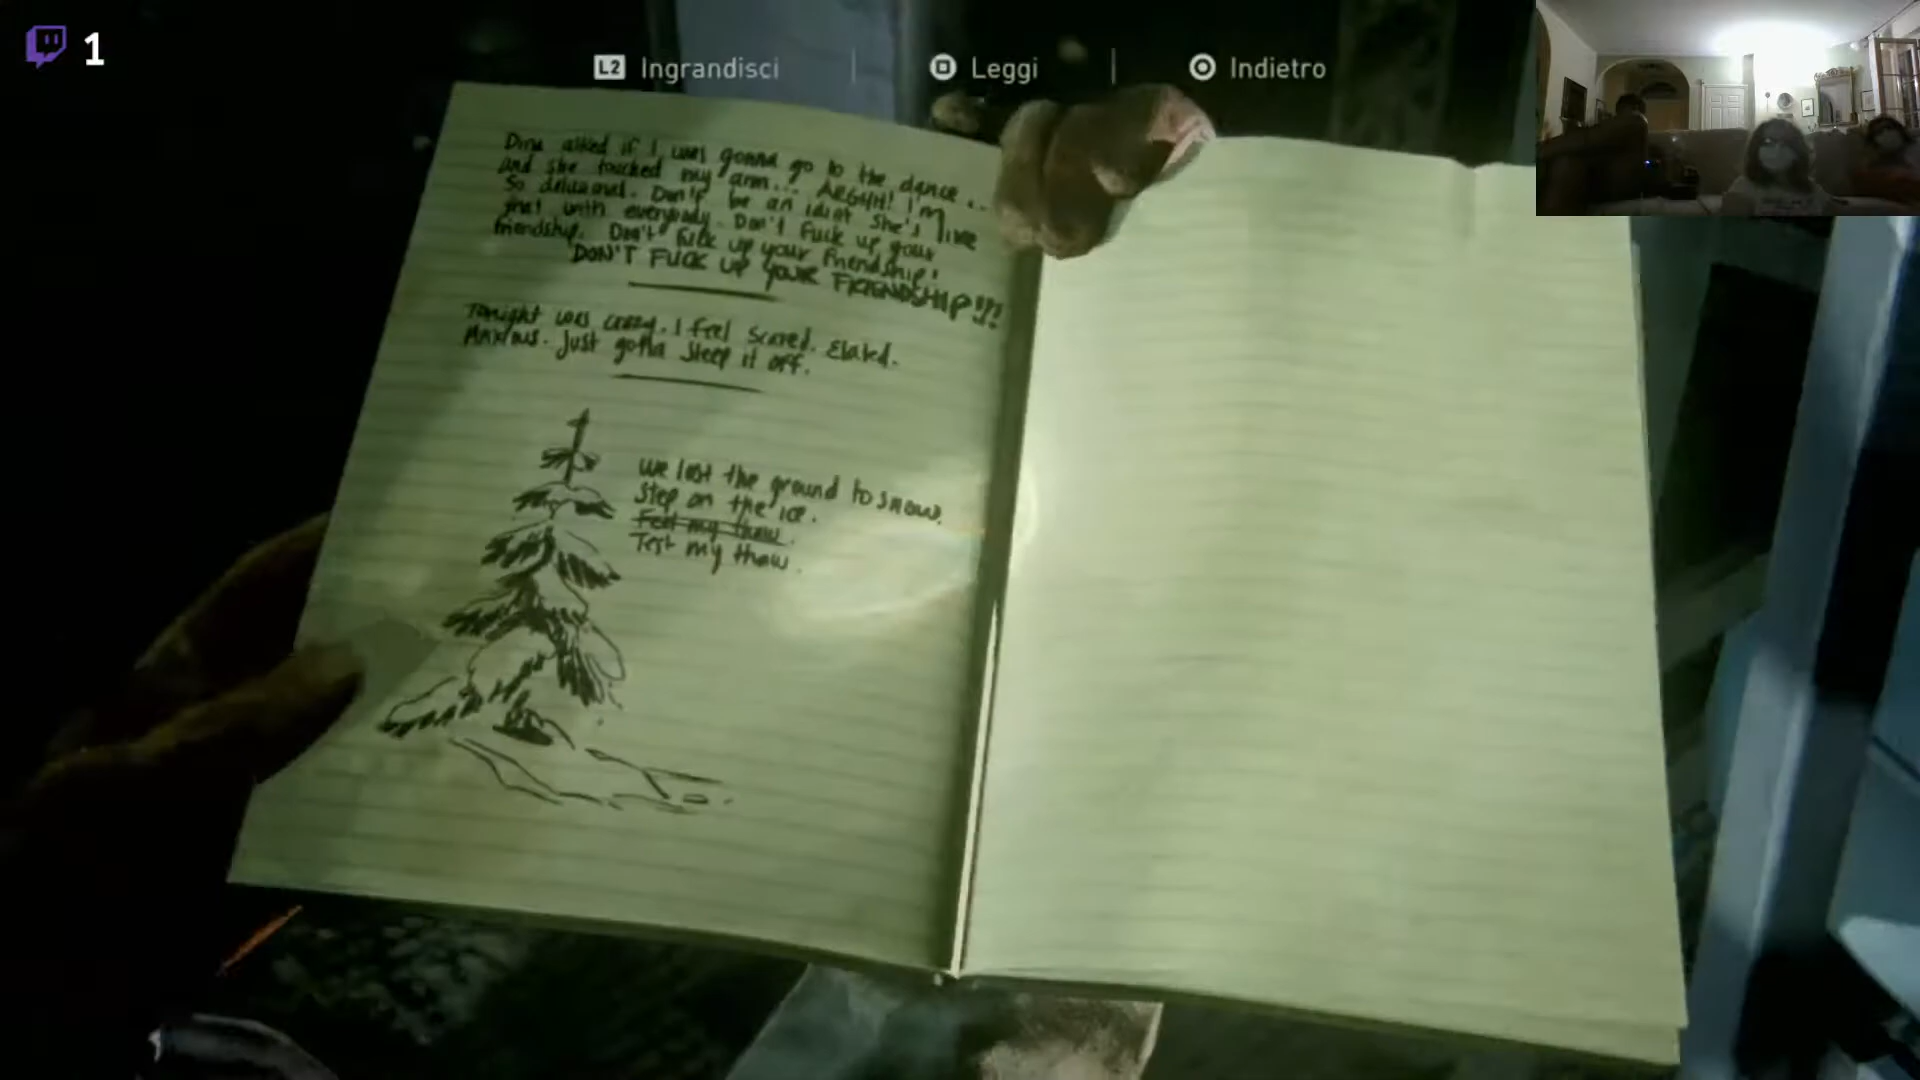 1
L2 Ingrandisci
Leggi
Indietro
Dina asked if I was gonna go to the dance...
and she touched my arm... ARGHH! I'm
so delusional. Don't be an idiot. She's like
that with everybody. Don't fuck up your
friendship. Don't fuck up your friendship!
DON'T FUCK UP YOUR FRIENDSHIP!!!
Tonight was crazy. I feel scared. Elated.
Anxious. Just gotta sleep it off.
We lost the ground to snow.
Step on the ice.
Feel my thaw.
Test my thaw.